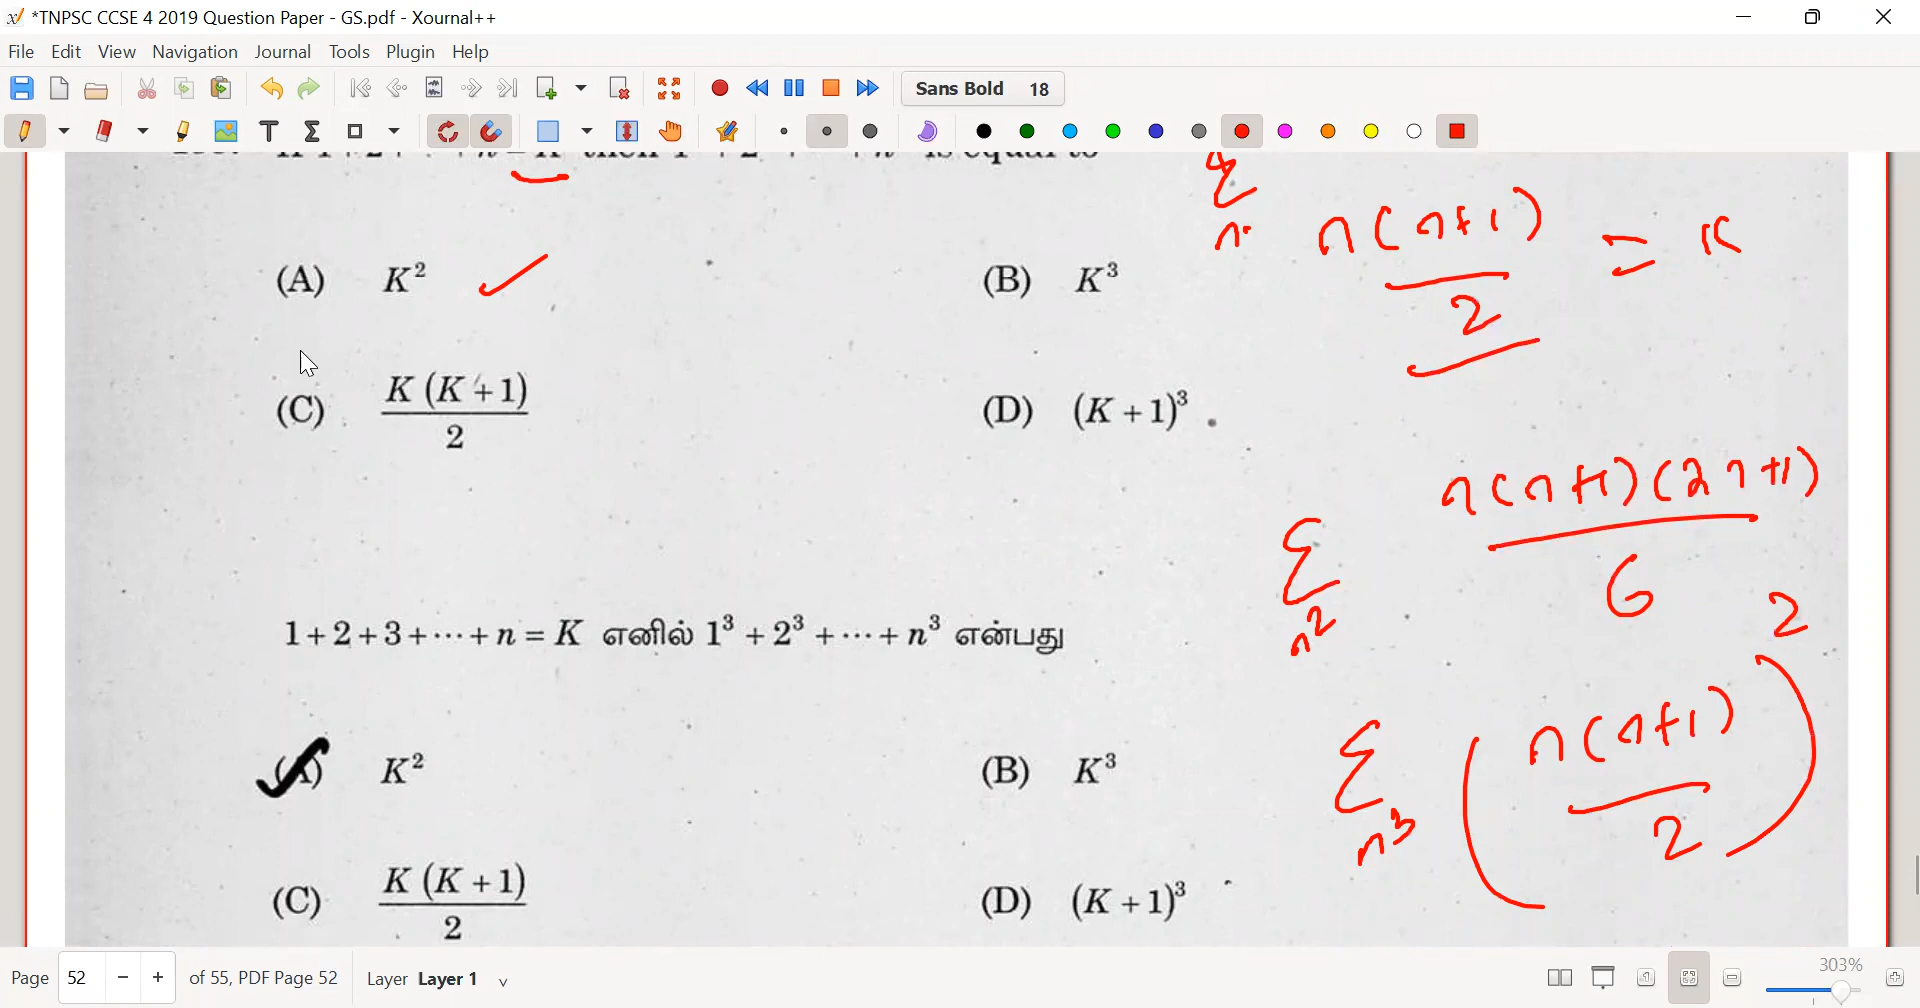 *TNPSC CCSE 4 2019 Question Paper - GS.pdf - Xournal++
File Edit View Navigation Journal Tools Plugin Help
Sans Bold 18
is equal to
Σn n(n+1)/2 = K
(A) K² (B) K³
(C) K (K + 1)/2 (D) (K + 1)³
Σn² n(n+1)(2n+1)/6
1 + 2 + 3 + ··· + n = K எனில் 1³ + 2³ + ··· + n³ என்பது
Σn³ (n(n+1)/2)²
(A) K² (B) K³
(C) K (K + 1)/2 (D) (K + 1)³
Page 52 − + of 55, PDF Page 52 Layer Layer 1 303%